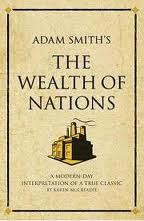 ADAM SMITH'S
THE
WEALTH OF
NATIONS
A MODERN-DAY
INTERPRETATION OF A TRUE CLASSIC
BY KAREN MCCREADIE